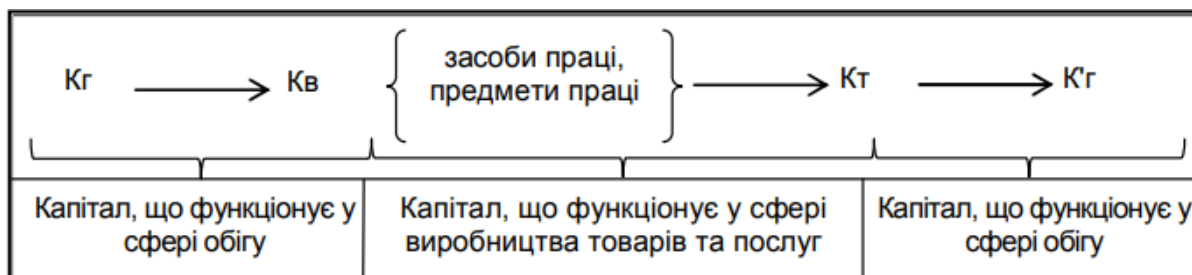 Кг → Кв { засоби праці, предмети праці } → Кт → К'г
Капітал, що функціонує у
сфері обігу
Капітал, що функціонує у сфері
виробництва товарів та послуг
Капітал, що функціонує у
сфері обігу